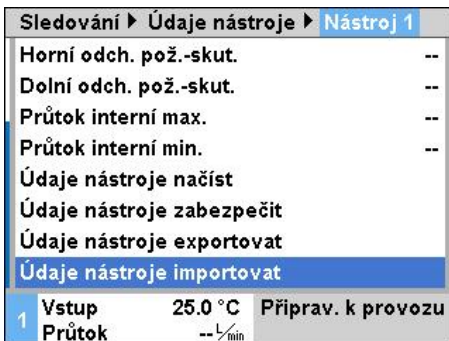 Sledování ▶ Údaje nástroje ▶ Nástroj 1
Horní odch. pož.-skut. --
Dolní odch. pož.-skut. --
Průtok interní max. --
Průtok interní min. --
Údaje nástroje načíst
Údaje nástroje zabezpečit
Údaje nástroje exportovat
Údaje nástroje importovat
1 Vstup 25.0 °C Připrav. k provozu
Průtok -- L/min